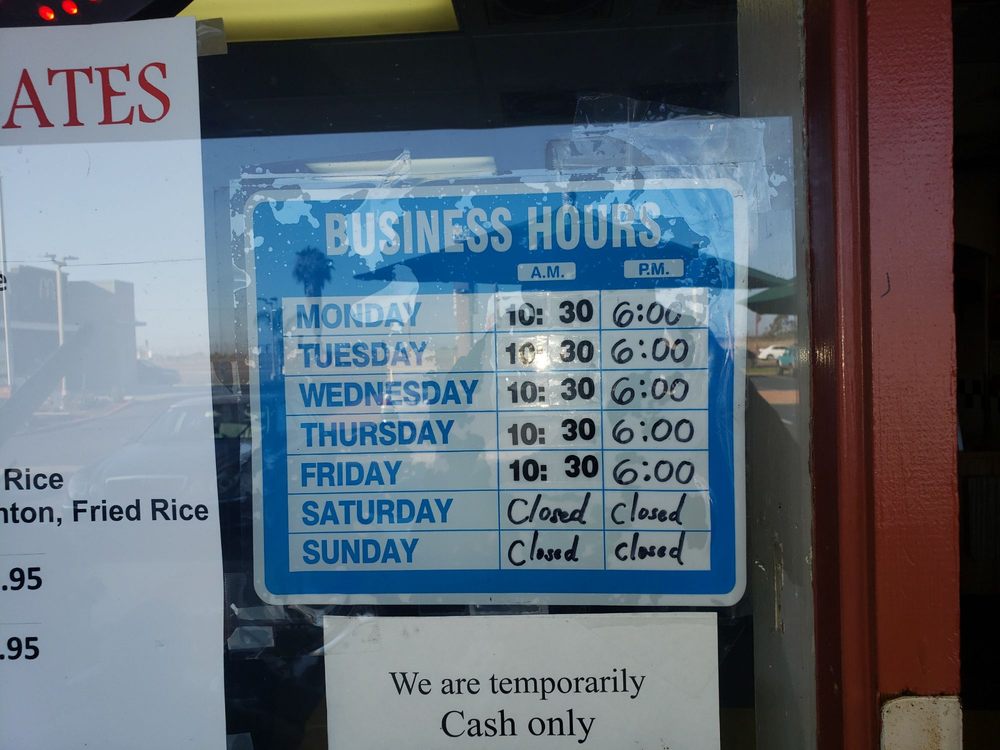 ATES
Rice
Fried Rice
.95
.95
BUSINESS HOURS
A.M. P.M.
MONDAY 10: 30 6:00
TUESDAY 10: 30 6:00
WEDNESDAY 10: 30 6:00
THURSDAY 10: 30 6:00
FRIDAY 10: 30 6:00
SATURDAY Closed Closed
SUNDAY Closed Closed
We are temporarily
Cash only